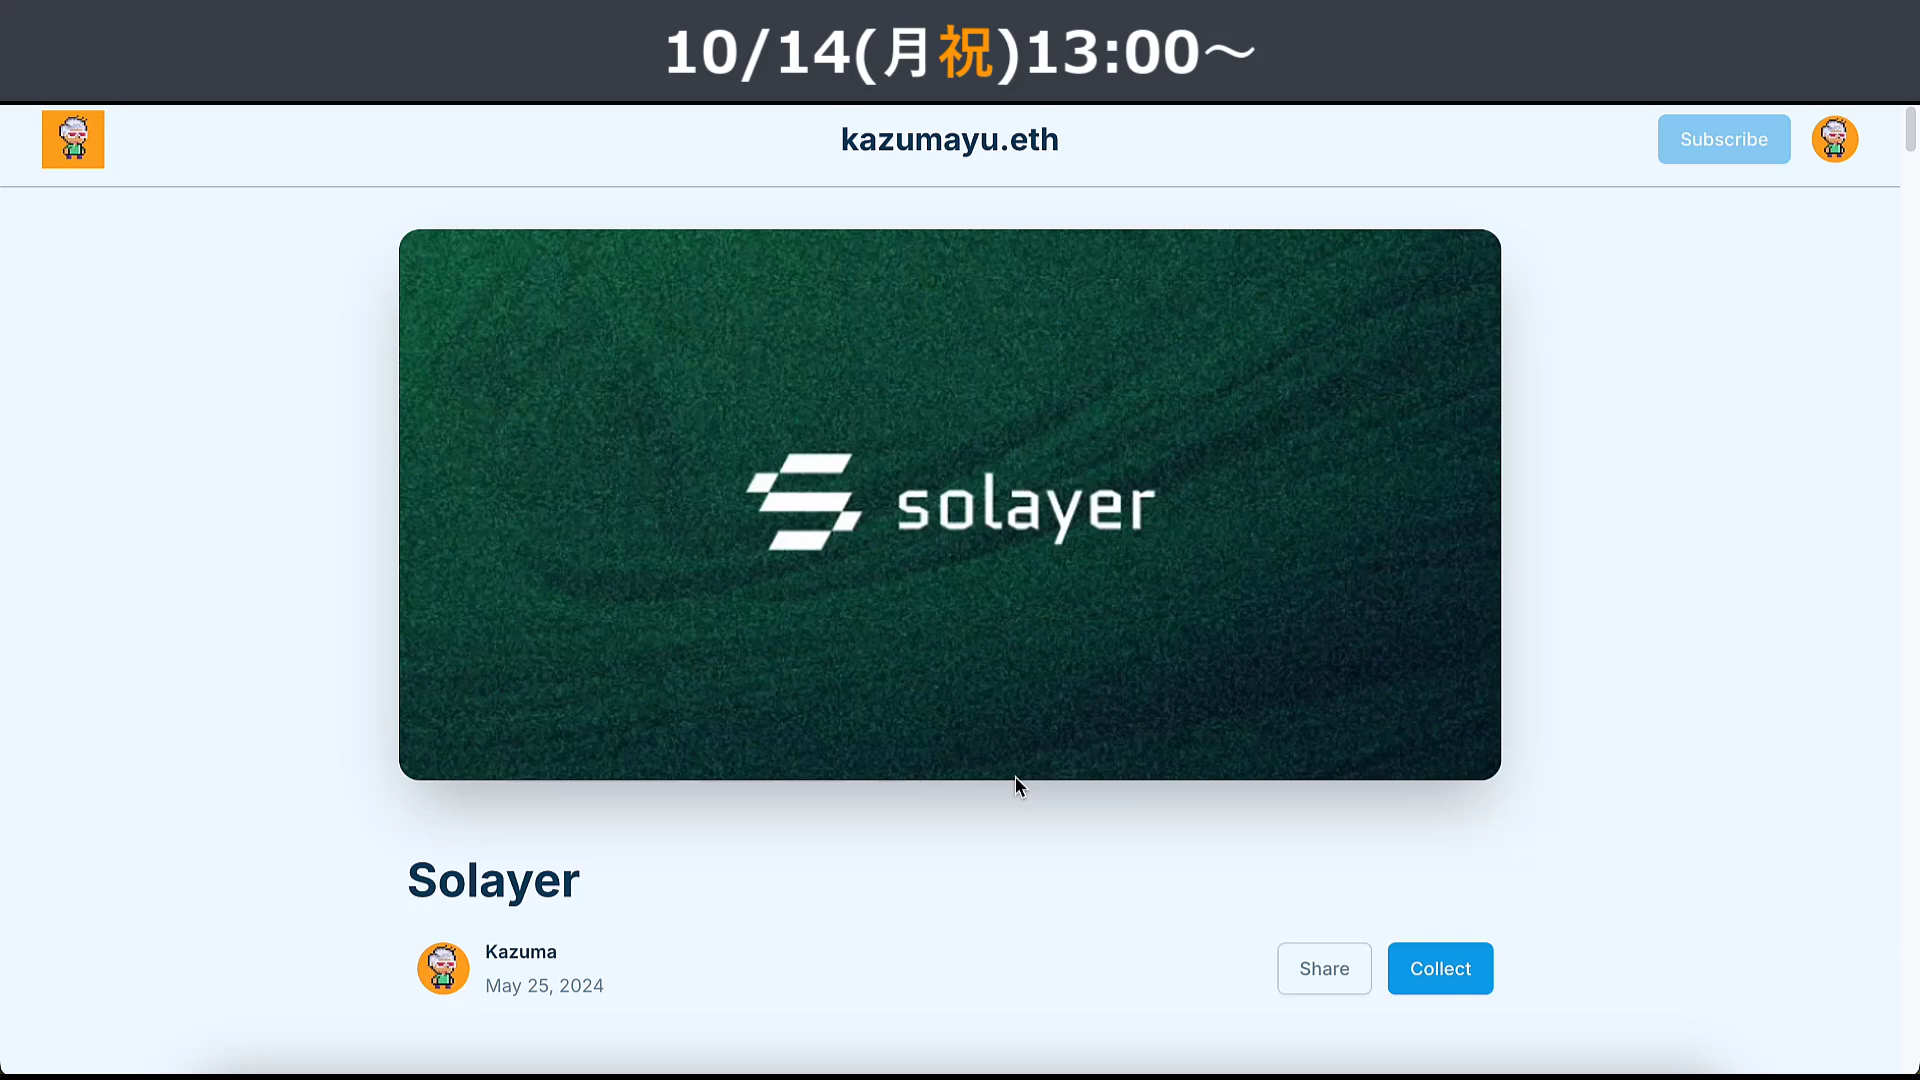 10/14(月祝)13:00〜
kazumayu.eth
Subscribe
solayer
Solayer
Kazuma
May 25, 2024
Share
Collect